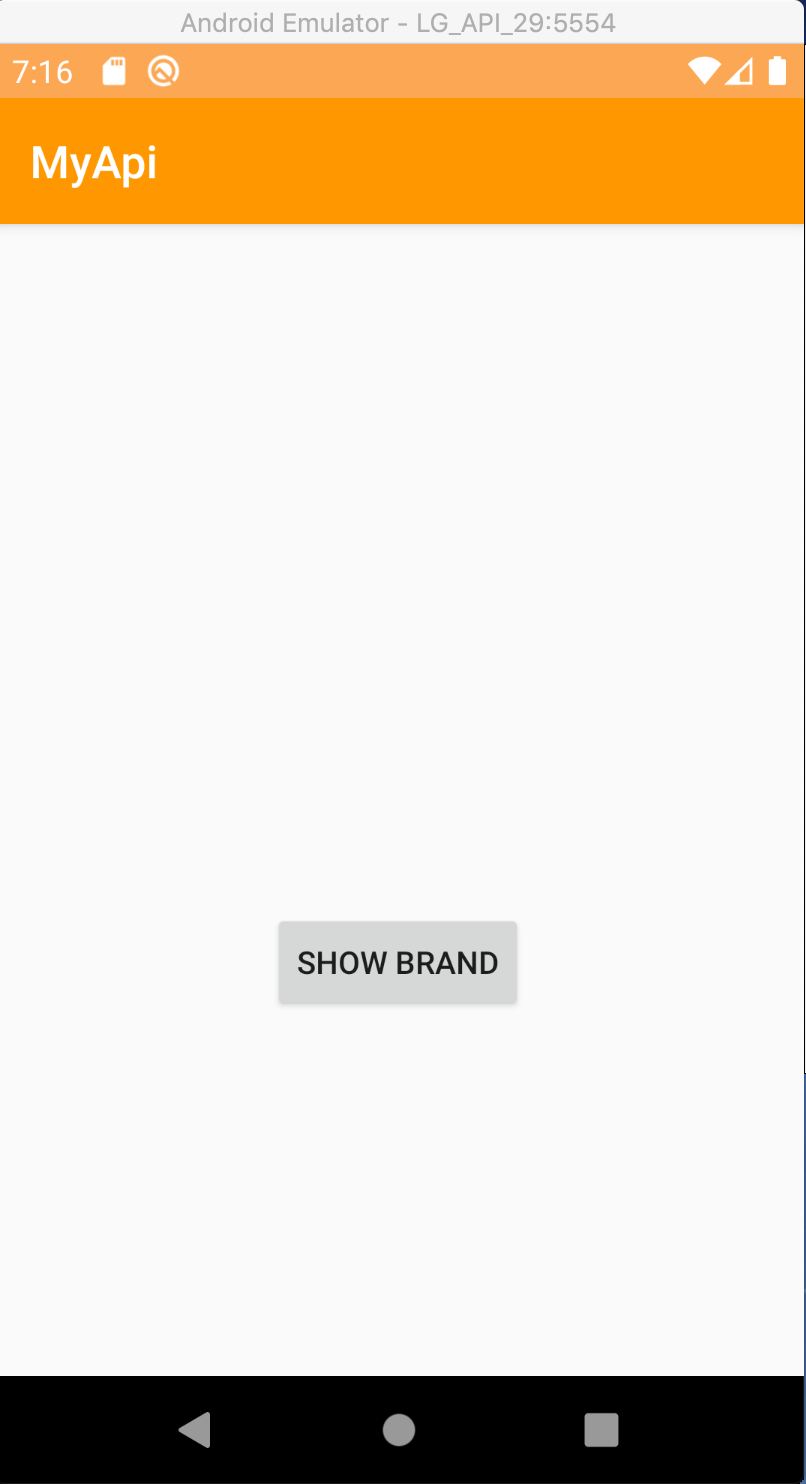 Android Emulator - LG_API_29:5554
7:16
MyApi
SHOW BRAND